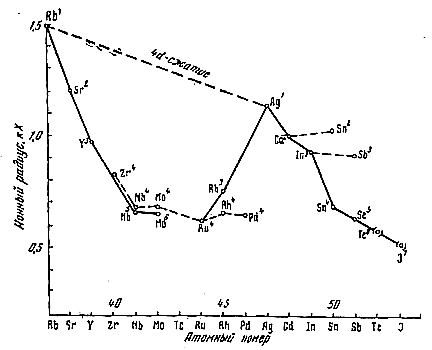 Ионный радиус, kX
1,5
1,0
0,5
Rb¹
Sr²
Y³
Zr⁴
Nb⁴
Nb⁵
Mo⁴
Mo⁶
4d-сжатие
Ru⁴
Rh³
Rh⁴
Pd⁴
Ag¹
Cd²
In³
Sn²
Sb³
Sn⁴
Te⁶
J⁷
40 45 50
Rb Sr Y Zr Nb Mo Tc Ru Rh Pd Ag Cd In Sn Sb Te J
Атомный номер